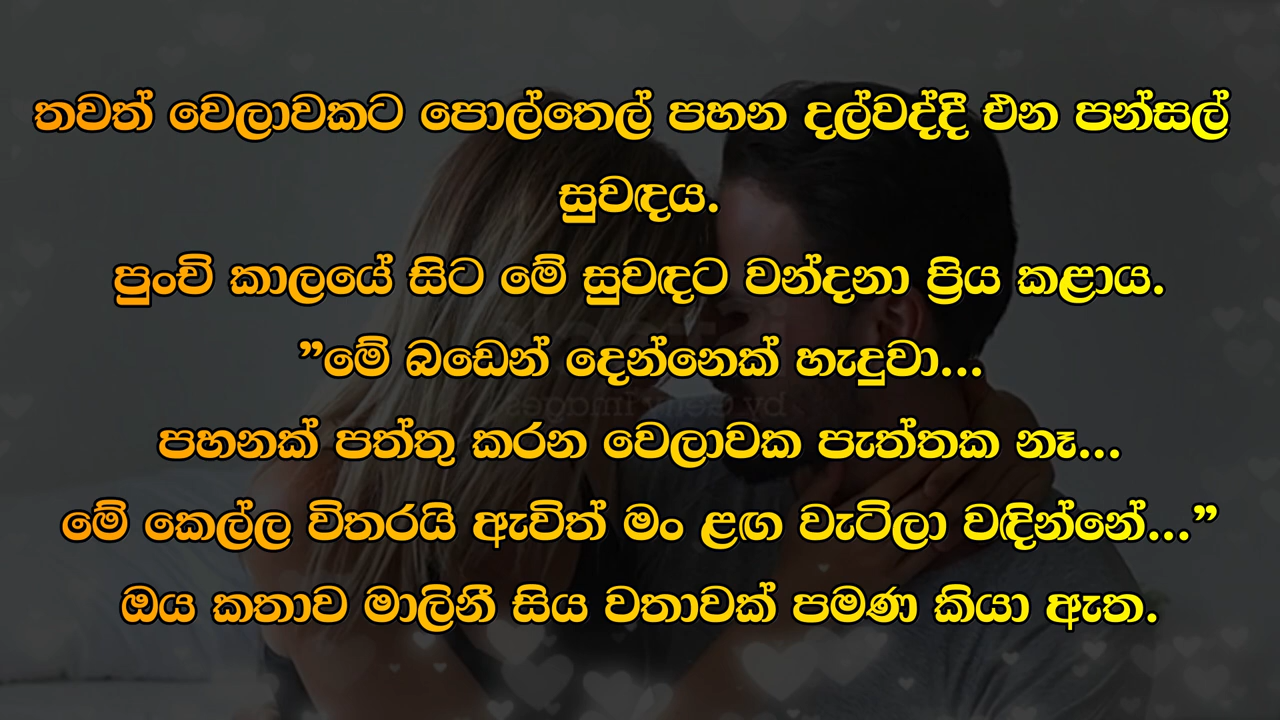 තවත් වෙලාවකට පොල්තෙල් පහන දල්වද්දී එන පන්සල්
සුවඳය.
පුංචි කාලයේ සිට මේ සුවඳට වන්දනා ප්‍රිය කළාය.
”මේ බඩෙන් දෙන්නෙක් හැදුවා...
පහනක් පත්තු කරන වෙලාවක පැත්තක නෑ...
මේ කෙල්ල විතරයි ඇවිත් මං ළඟ වැටිලා වඳින්නේ...”
ඔය කතාව මාලිනී සිය වතාවක් පමණ කියා ඇත.